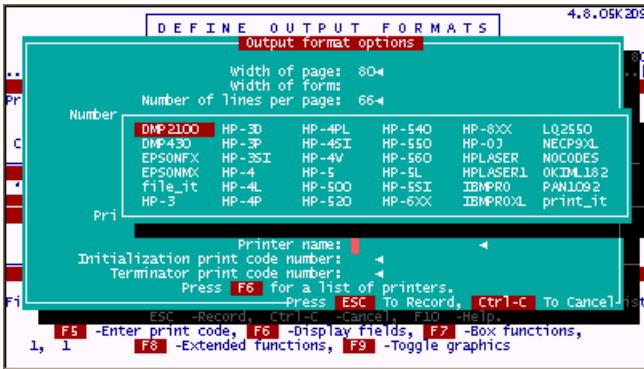 4.8.05K2D9
DEFINE OUTPUT FORMATS
Output format options
Width of page: 80
Width of form:
Number of lines per page: 66
Number
DMP2100 HP-3D HP-4PL HP-540 HP-8XX LQ2550
DMP430 HP-3P HP-4SI HP-550 HP-OJ NECP9XL
EPSONFX HP-3SI HP-4V HP-560 HPLASER NOCODES
EPSONMX HP-4 HP-5 HP-5L HPLASER1 OKIML182
file_it HP-4L HP-500 HP-5SI IBMPRO PAN1092
HP-3 HP-4P HP-520 HP-6XX IBMPROXL print_it
Pri
Printer name:
Initialization print code number:
Terminator print code number:
Press F6 for a list of printers.
Press ESC To Record, Ctrl-C To Cancel
ESC -Record, Ctrl-C -Cancel, F10 -Help.
F5 -Enter print code, F6 -Display fields, F7 -Box functions,
1, 1 F8 -Extended functions, F9 -Toggle graphics